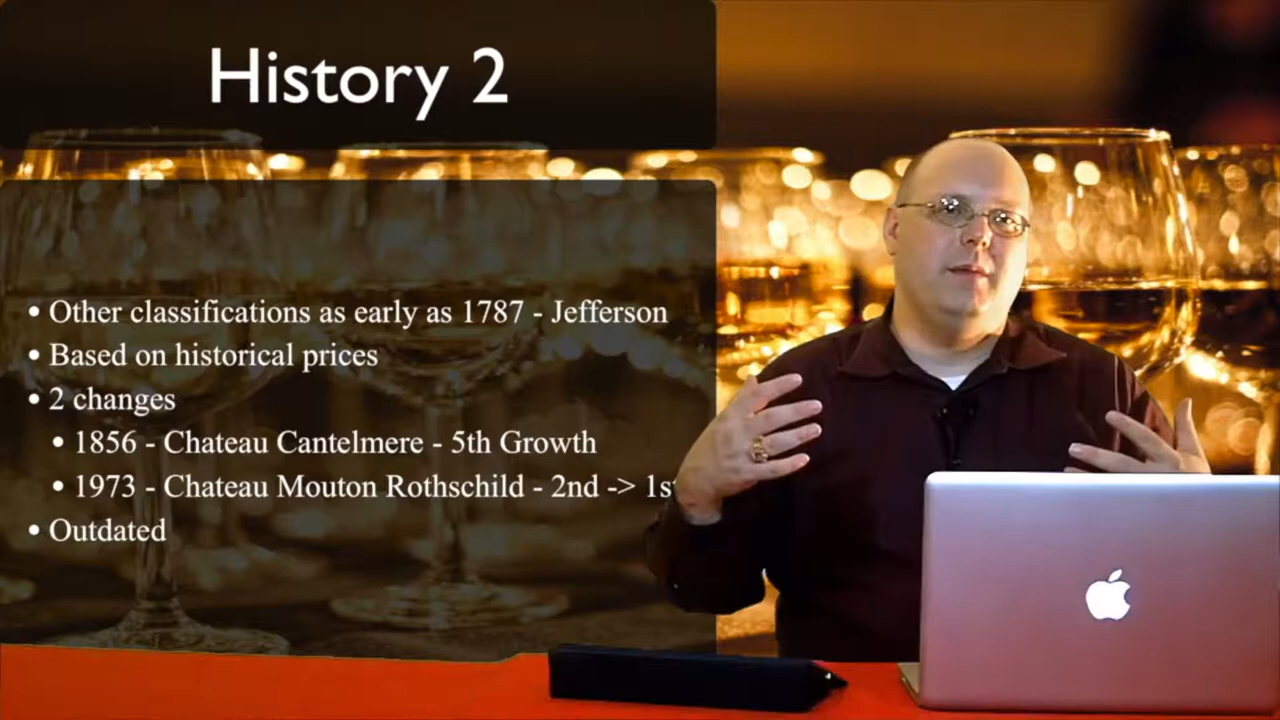 History 2
• Other classifications as early as 1787 - Jefferson
• Based on historical prices
• 2 changes
• 1856 - Chateau Cantelmere - 5th Growth
• 1973 - Chateau Mouton Rothschild - 2nd -> 1s
• Outdated